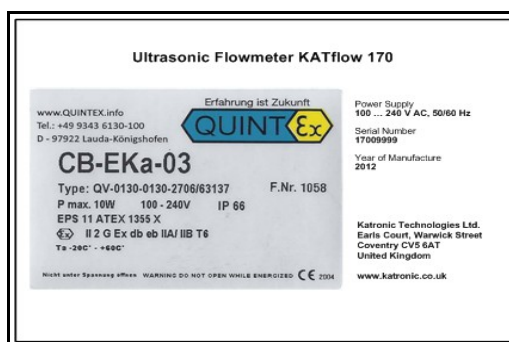 Ultrasonic Flowmeter KATflow 170
www.QUINTEX.info
Tel.: +49 9343 6130-100
D - 97922 Lauda-Königshofen
Erfahrung ist Zukunft
QUINTEx
CB-EKa-03
Type: QV-0130-0130-2706/63137 F.Nr. 1058
P max. 10W 100 - 240V IP 66
EPS 11 ATEX 1355 X
Ex II 2 G Ex db eb IIA/ IIB T6
Ta -20C° - +60C°
Nicht unter Spannung öffnen WARNING DO NOT OPEN WHILE ENERGIZED CE 2004
Power Supply
100 ... 240 V AC, 50/60 Hz
Serial Number
17009999
Year of Manufacture
2012
Katronic Technologies Ltd.
Earls Court, Warwick Street
Coventry CV5 6AT
United Kingdom
www.katronic.co.uk